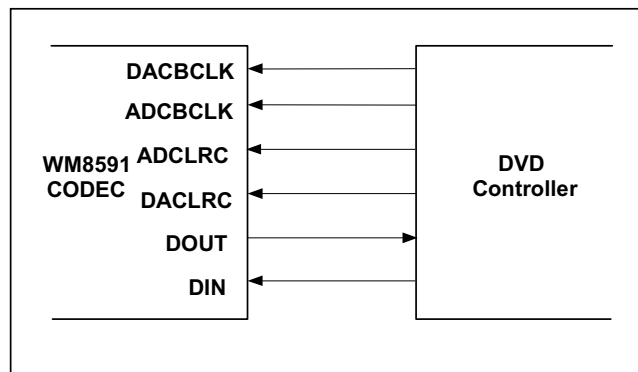 DACBCLK
ADCBCLK
ADCLRC
WM8591
CODEC
DACLRC
DOUT
DIN
DVD
Controller